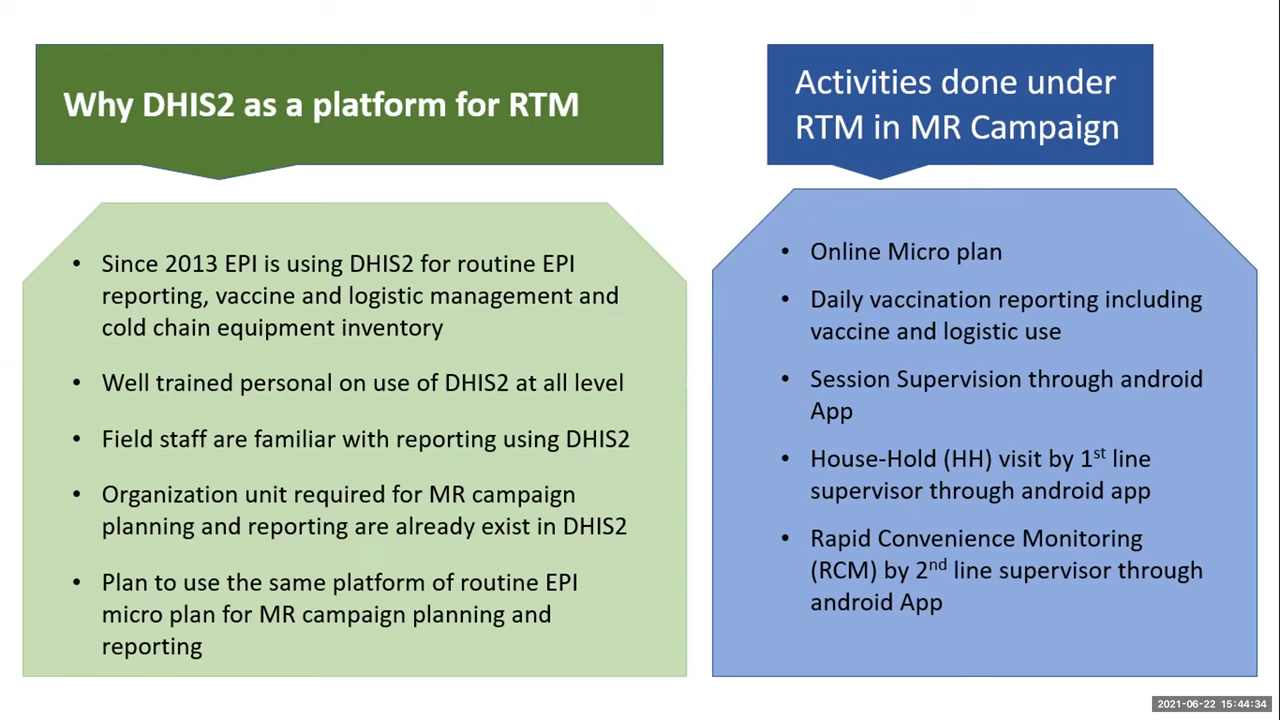 Why DHIS2 as a platform for RTM
• Since 2013 EPI is using DHIS2 for routine EPI
reporting, vaccine and logistic management and
cold chain equipment inventory
• Well trained personal on use of DHIS2 at all level
• Field staff are familiar with reporting using DHIS2
• Organization unit required for MR campaign
planning and reporting are already exist in DHIS2
• Plan to use the same platform of routine EPI
micro plan for MR campaign planning and
reporting
Activities done under
RTM in MR Campaign
• Online Micro plan
• Daily vaccination reporting including
vaccine and logistic use
• Session Supervision through android
App
• House-Hold (HH) visit by 1st line
supervisor through android app
• Rapid Convenience Monitoring
(RCM) by 2nd line supervisor through
android App
2021-06-22 15:44:34